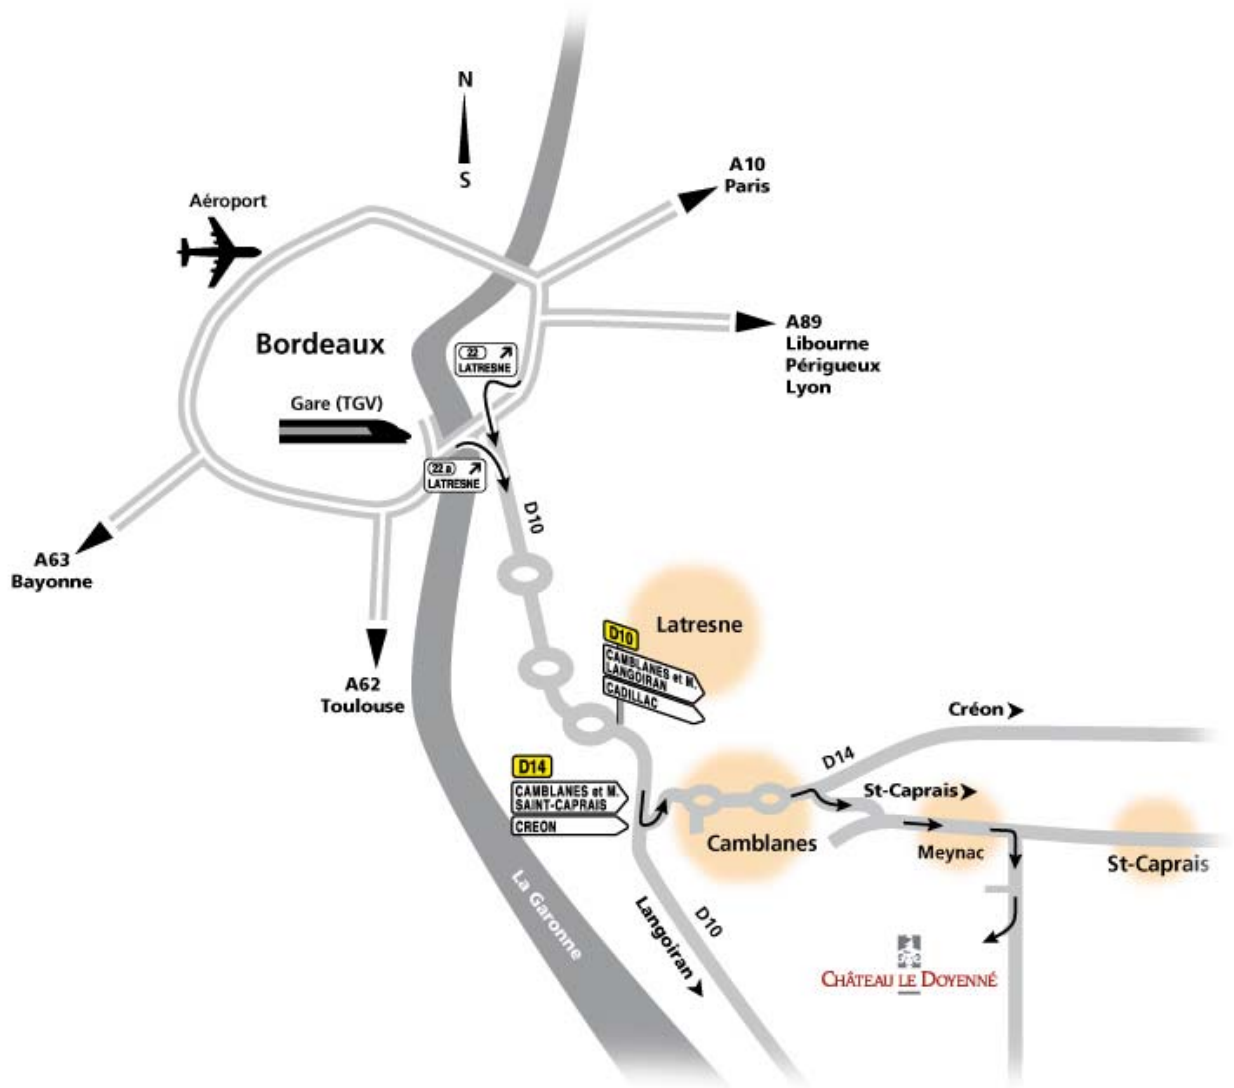 N
S
A10
Paris
Aéroport
A89
Libourne
Périgueux
Lyon
Bordeaux
22
LATRESNE
Gare (TGV)
22 a
LATRESNE
D10
A63
Bayonne
A62
Toulouse
Latresne
D10
CAMBLANES et M.
LANGOIRAN
CADILLAC
Créon
D14
D14
CAMBLANES et M.
SAINT-CAPRAIS
CREON
St-Caprais
Camblanes
Meynac
St-Caprais
La Garonne
Langoiran
D10
CHÂTEAU LE DOYENNÉ